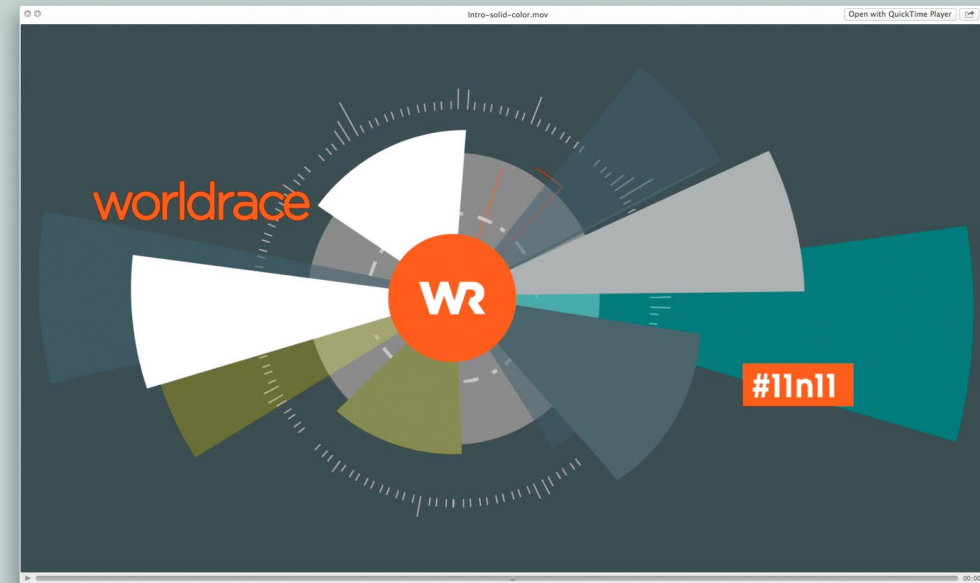 Intro-solid-color.mov
Open with QuickTime Player
worldrace
WR
#11n11